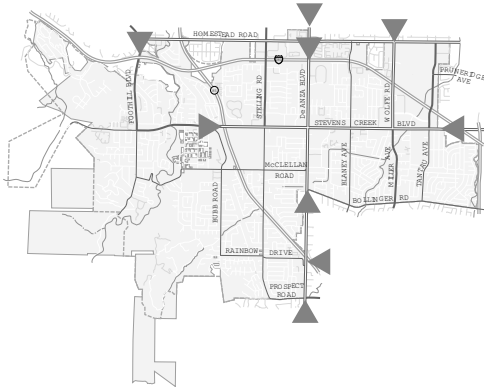 HOMESTEAD ROAD
FOOTHILL BLVD
STELLING RD
DeANZA BLVD
WOLFE RD
PRUNERIDGE
AVE
STEVENS CREEK BLVD
BLANEY AVE
MILLER AVE
TANTAU AVE
McCLELLAN
ROAD
BUBB ROAD
BOLLINGER RD
RAINBOW DRIVE
PROSPECT
ROAD